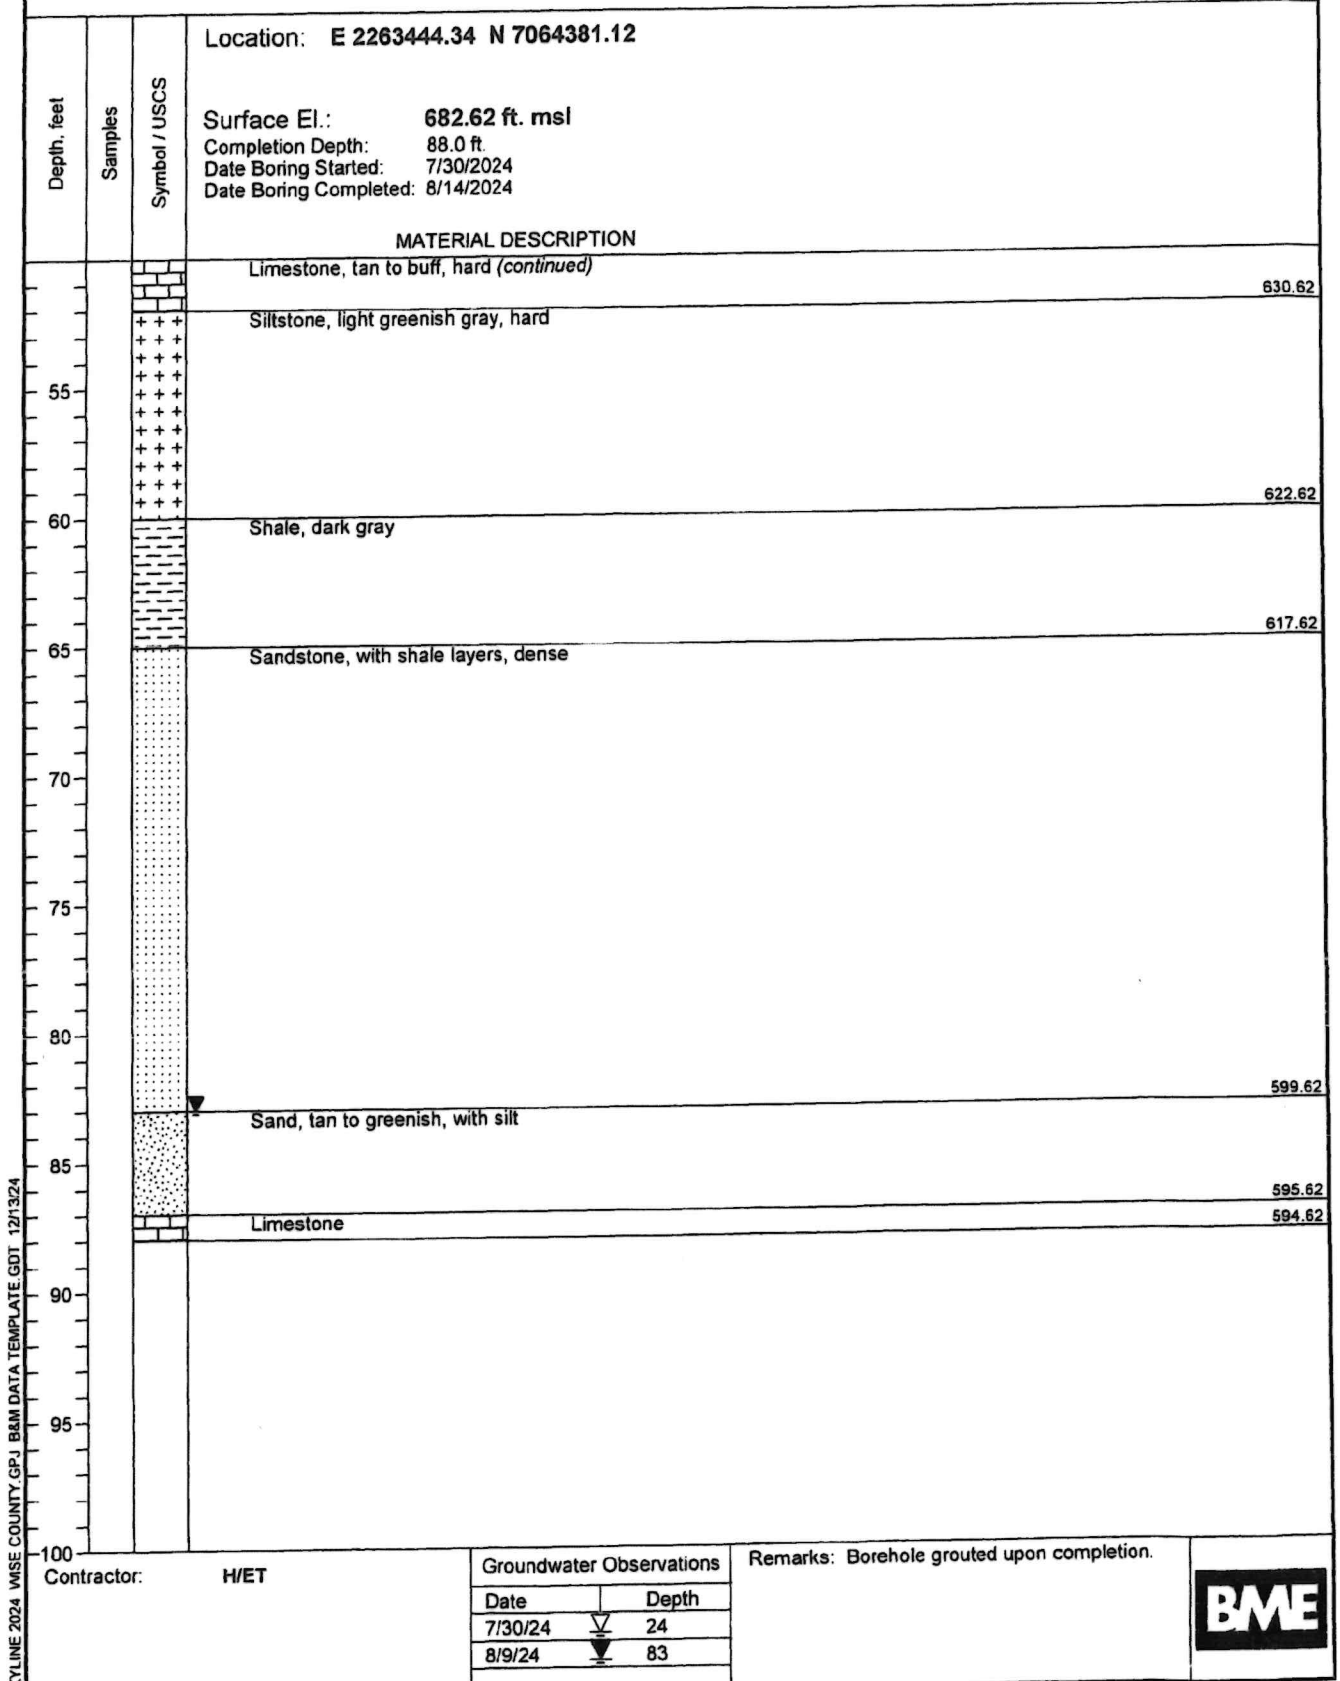 Location: E 2263444.34 N 7064381.12
Depth, feet
Samples
Symbol / USCS
Surface El.: 682.62 ft. msl
Completion Depth: 88.0 ft.
Date Boring Started: 7/30/2024
Date Boring Completed: 8/14/2024
MATERIAL DESCRIPTION
Limestone, tan to buff, hard (continued)
630.62
Siltstone, light greenish gray, hard
55
622.62
60
Shale, dark gray
617.62
65
Sandstone, with shale layers, dense
70
75
80
599.62
Sand, tan to greenish, with silt
85
595.62
594.62
Limestone
90
95
100
YLINE 2024 WISE COUNTY.GPJ B&M DATA TEMPLATE.GDT 12/13/24
Contractor: H/ET
Groundwater Observations
Date Depth
7/30/24 24
8/9/24 83
Remarks: Borehole grouted upon completion.
BME